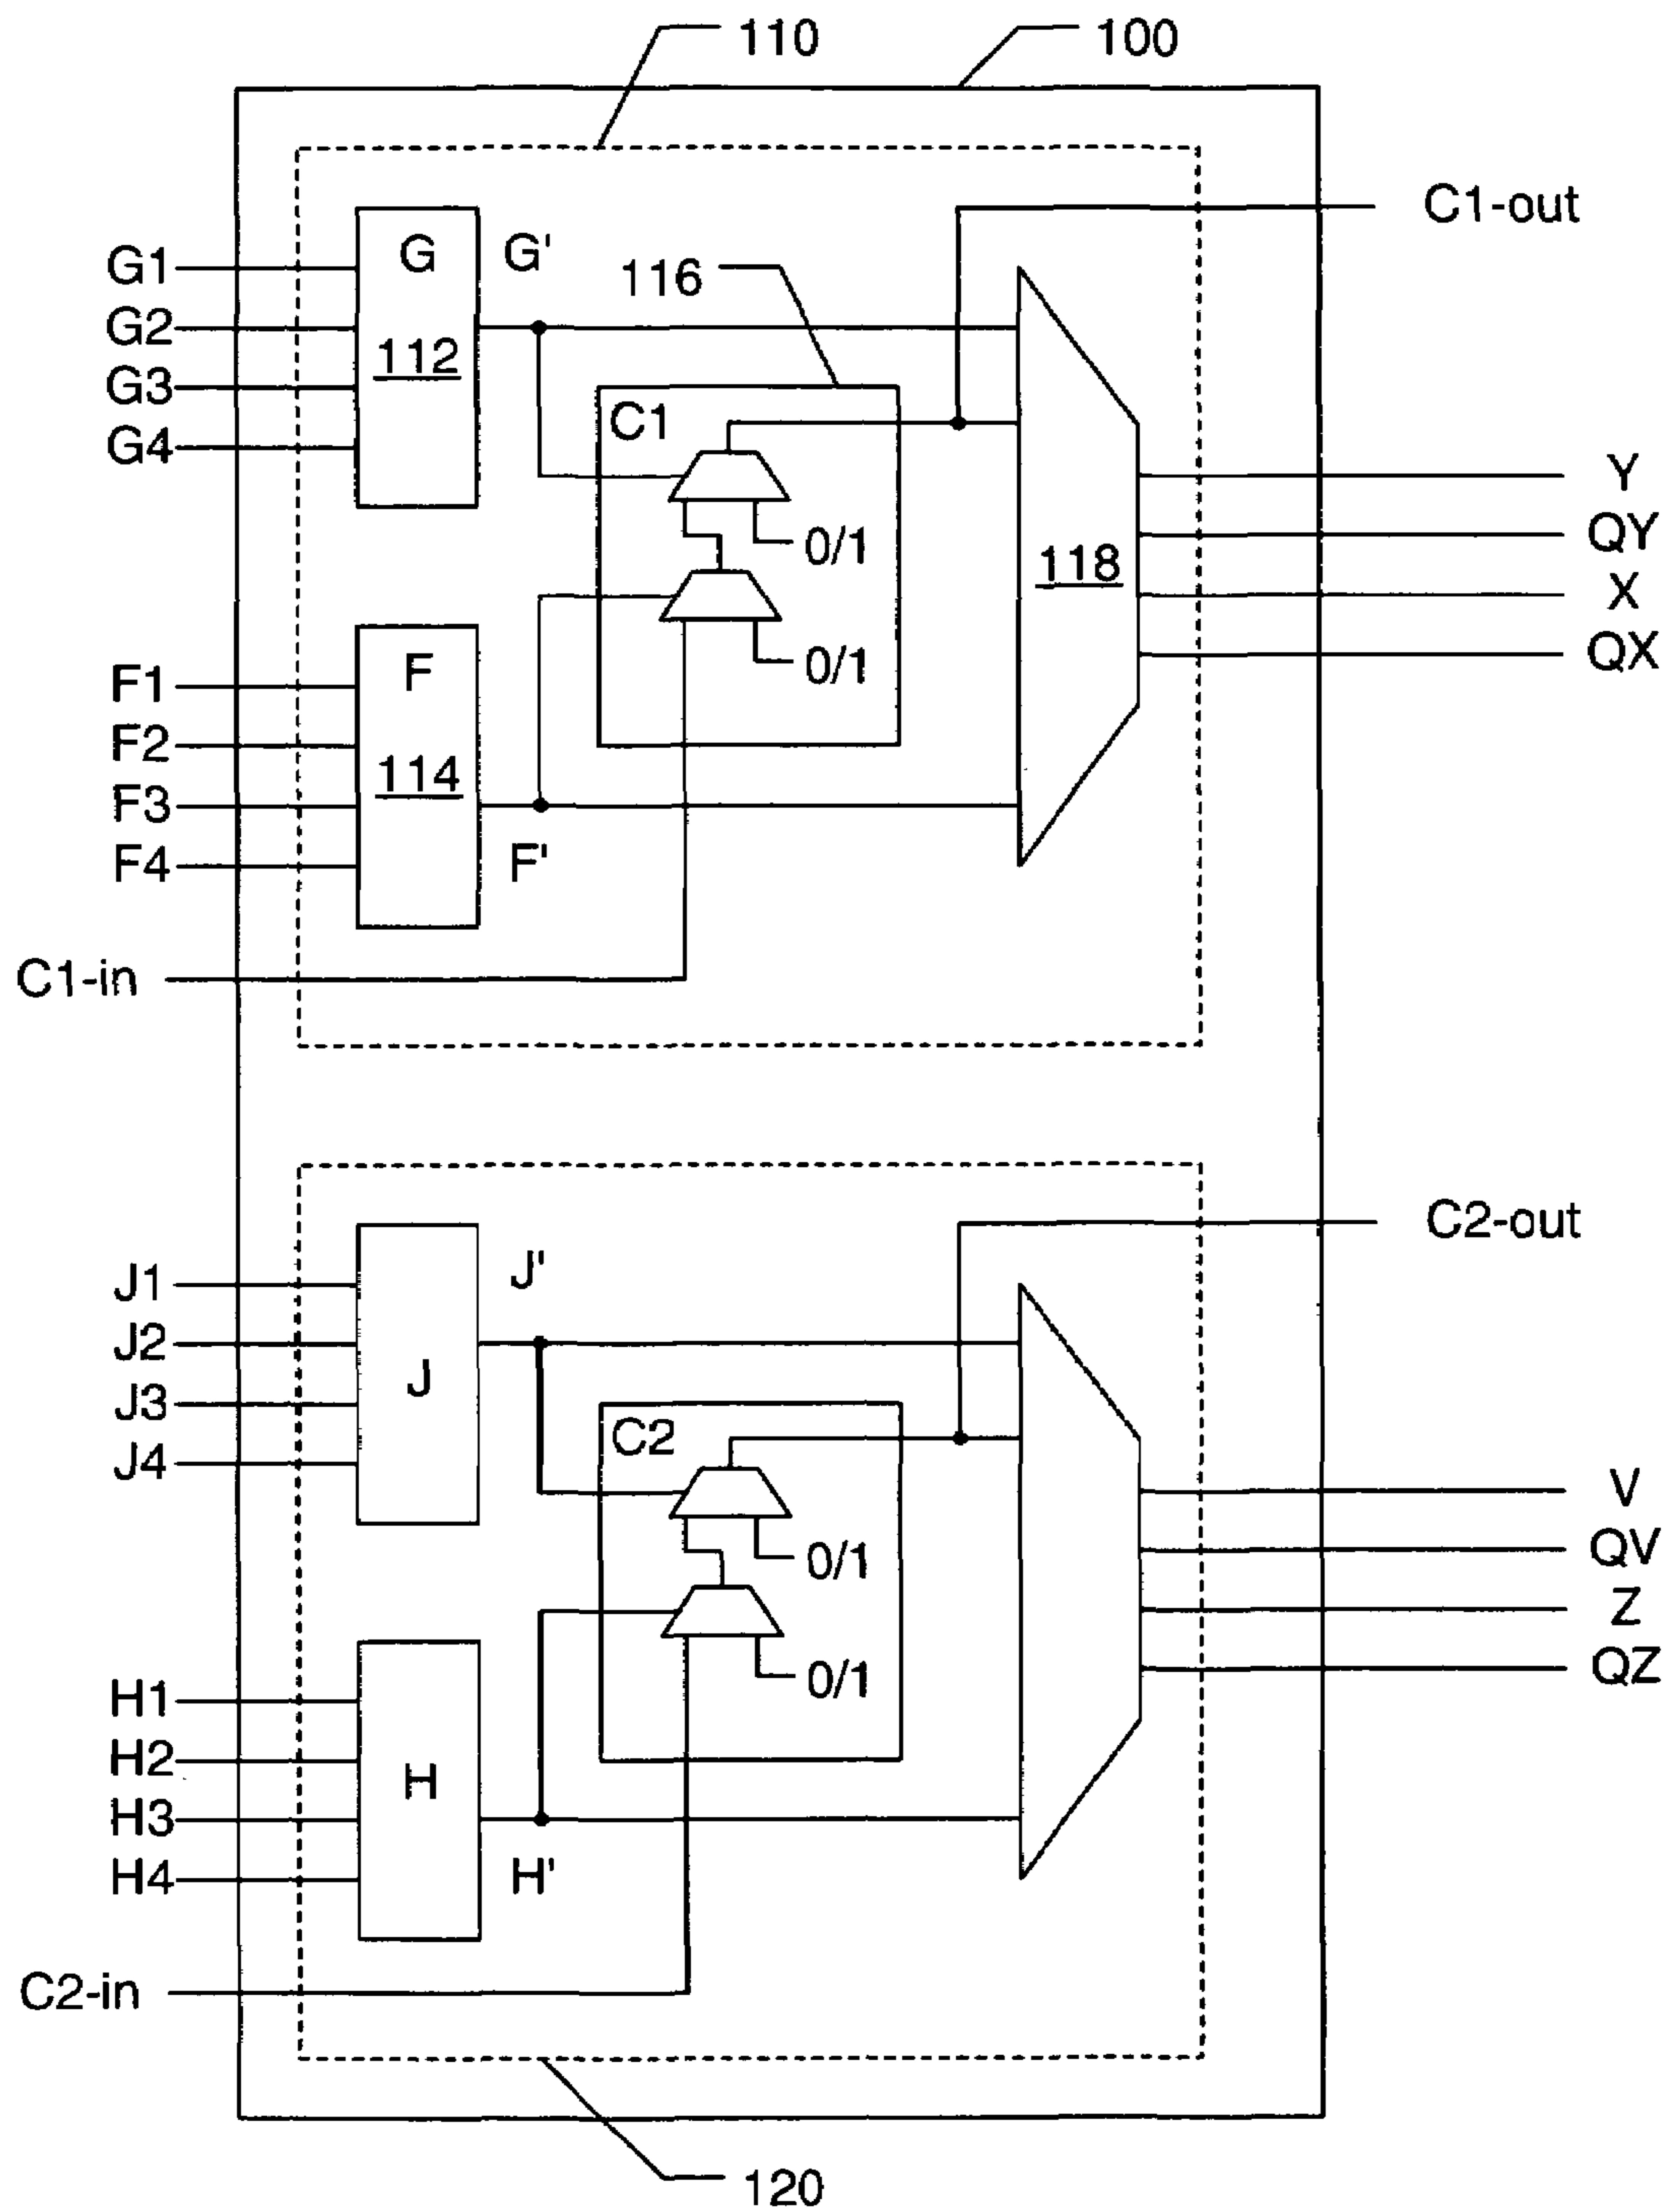 110
100
C1-out
G1
G2
G3
G4
G
112
G'
116
C1
0/1
0/1
118
Y
QY
X
QX
F1
F2
F3
F4
F
114
F'
C1-in
C2-out
J1
J2
J3
J4
J
J'
C2
0/1
0/1
V
QV
Z
QZ
H1
H2
H3
H4
H
H'
C2-in
120